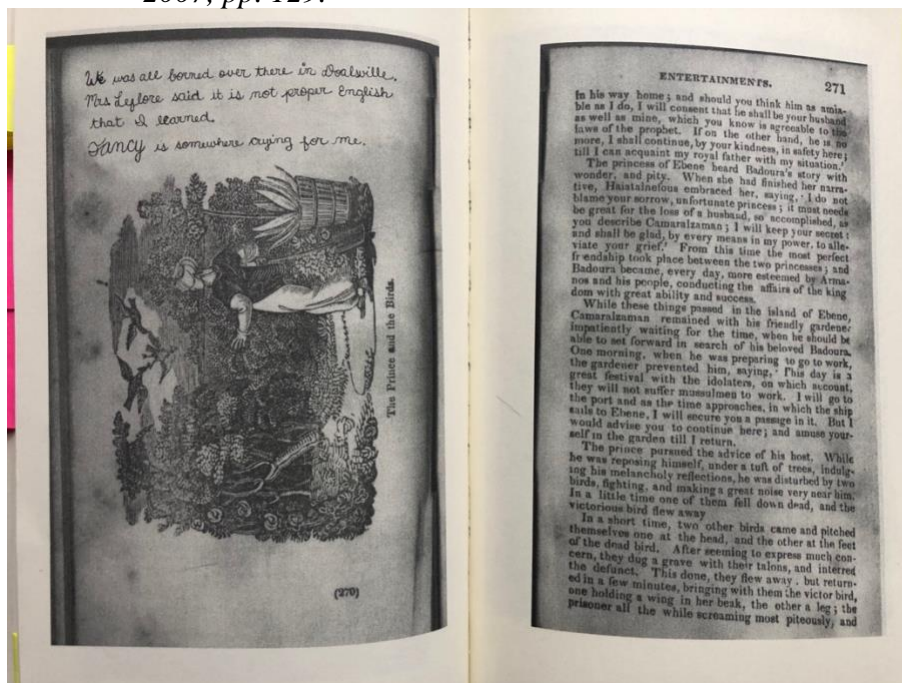 2007, pp. 129.
We was all borned over there in Doalsville.
Mrs Leflore said it is not proper English
that I learned.
FANCY is somewhere crying for me.
The Prince and the Birds.
(270)
ENTERTAINMENTS. 271
in his way home; and should you think him as amia-
ble as I do, I will consent that he shall be your husband
as well as mine, which you know is agreeable to the
laws of the prophet. If on the other hand, he is no
more, I shall continue, by your kindness, in safety here;
till I can acquaint my royal father with my situation.'
The princess of Ebene heard Badoura's story with
wonder, and pity. When she had finished her narra-
tive, Haiatalnefous embraced her, saying, 'I do not
blame your sorrow, unfortunate princess; it must needs
be great for the loss of a husband, so accomplished, as
you describe Camaralzaman; I will keep your secret:
and shall be glad, by every means in my power, to alle-
viate your grief.' From this time the most perfect
friendship took place between the two princesses; and
Badoura became, every day, more esteemed by Arma-
nos and his people, conducting the affairs of the king
dom with great ability and success.
While these things passed in the island of Ebene,
Camaralzaman remained with his friendly gardener
impatiently waiting for the time, when he should be
able to set forward in search of his beloved Badoura.
One morning, when he was preparing to go to work,
the gardener prevented him, saying, 'This day is a
great festival with the idolaters, on which account,
they will not suffer mussulmen to work. I will go to
the port and as the time approaches, in which the ship
sails to Ebene, I will secure you a passage in it. But I
would advise you to continue here; and amuse your-
self in the garden till I return.
The prince pursued the advice of his host. While
he was reposing himself, under a tuft of trees, indulg-
ing his melancholy reflections, he was disturbed by two
birds, fighting, and making a great noise very near him.
In a little time one of them fell down dead, and the
victorious bird flew away
In a short time, two other birds came and pitched
themselves one at the head, and the other at the feet
of the dead bird. After seeming to express much con-
cern, they dug a grave with their talons, and interred
the defunct. This done, they flew away. but return-
ed in a few minutes, bringing with them the victor bird,
one holding a wing in her beak, the other a leg; the
prisoner all the while screaming most piteously, and